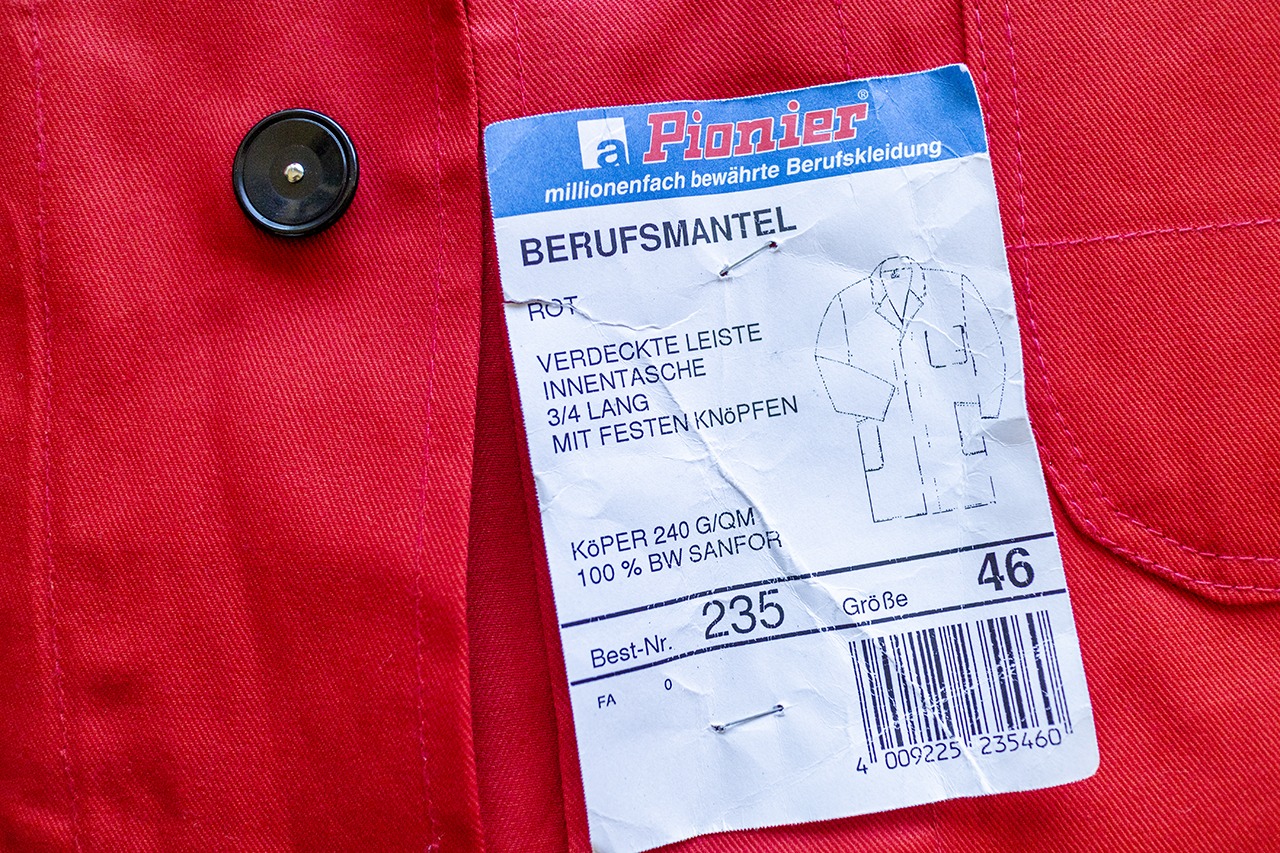 a Pionier®
millionenfach bewährte Berufskleidung
BERUFSMANTEL
ROT
VERDECKTE LEISTE
INNENTASCHE
3/4 LANG
MIT FESTEN KNöPFEN
KöPER 240 G/QM
100 % BW SANFOR
Best-Nr. 235 Größe 46
FA 0
4 009225 235460